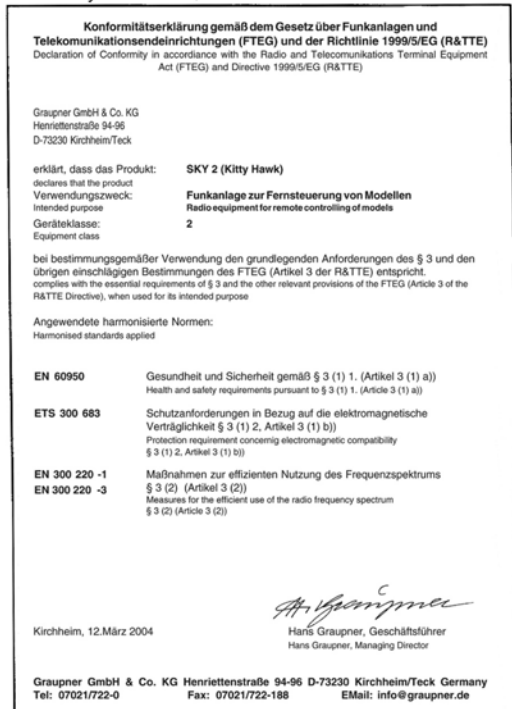 Konformitätserklärung gemäß dem Gesetz über Funkanlagen und
Telekomunikationsendeinrichtungen (FTEG) und der Richtlinie 1999/5/EG (R&TTE)
Declaration of Conformity in accordance with the Radio and Telecomunikations Terminal Equipment
Act (FTEG) and Directive 1999/5/EG (R&TTE)
Graupner GmbH & Co. KG
Henriettenstraße 94-96
D-73230 Kirchheim/Teck
erklärt, dass das Produkt: SKY 2 (Kitty Hawk)
declares that the product
Verwendungszweck: Funkanlage zur Fernsteuerung von Modellen
Intended purpose Radio equipment for remote controlling of models
Geräteklasse: 2
Equipment class
bei bestimmungsgemäßer Verwendung den grundlegenden Anforderungen des § 3 und den
übrigen einschlägigen Bestimmungen des FTEG (Artikel 3 der R&TTE) entspricht.
complies with the essential requirements of § 3 and the other relevant provisions of the FTEG (Article 3 of the
R&TTE Directive), when used for its intended purpose
Angewendete harmonisierte Normen:
Harmonised standards applied
EN 60950 Gesundheit und Sicherheit gemäß § 3 (1) 1. (Artikel 3 (1) a))
Health and safety requirements pursuant to § 3 (1) 1. (Article 3 (1) a))
ETS 300 683 Schutzanforderungen in Bezug auf die elektromagnetische
Verträglichkeit § 3 (1) 2, Artikel 3 (1) b))
Protection requirement concernig electromagnetic compatibility
§ 3 (1) 2, Artikel 3 (1) b))
EN 300 220 -1 Maßnahmen zur effizienten Nutzung des Frequenzspektrums
EN 300 220 -3 § 3 (2) (Artikel 3 (2))
Measures for the efficient use of the radio frequency spectrum
§ 3 (2) (Article 3 (2))
H. Graupner
Kirchheim, 12.März 2004 Hans Graupner, Geschäftsführer
Hans Graupner, Managing Director
Graupner GmbH & Co. KG Henriettenstraße 94-96 D-73230 Kirchheim/Teck Germany
Tel: 07021/722-0 Fax: 07021/722-188 EMail: info@graupner.de